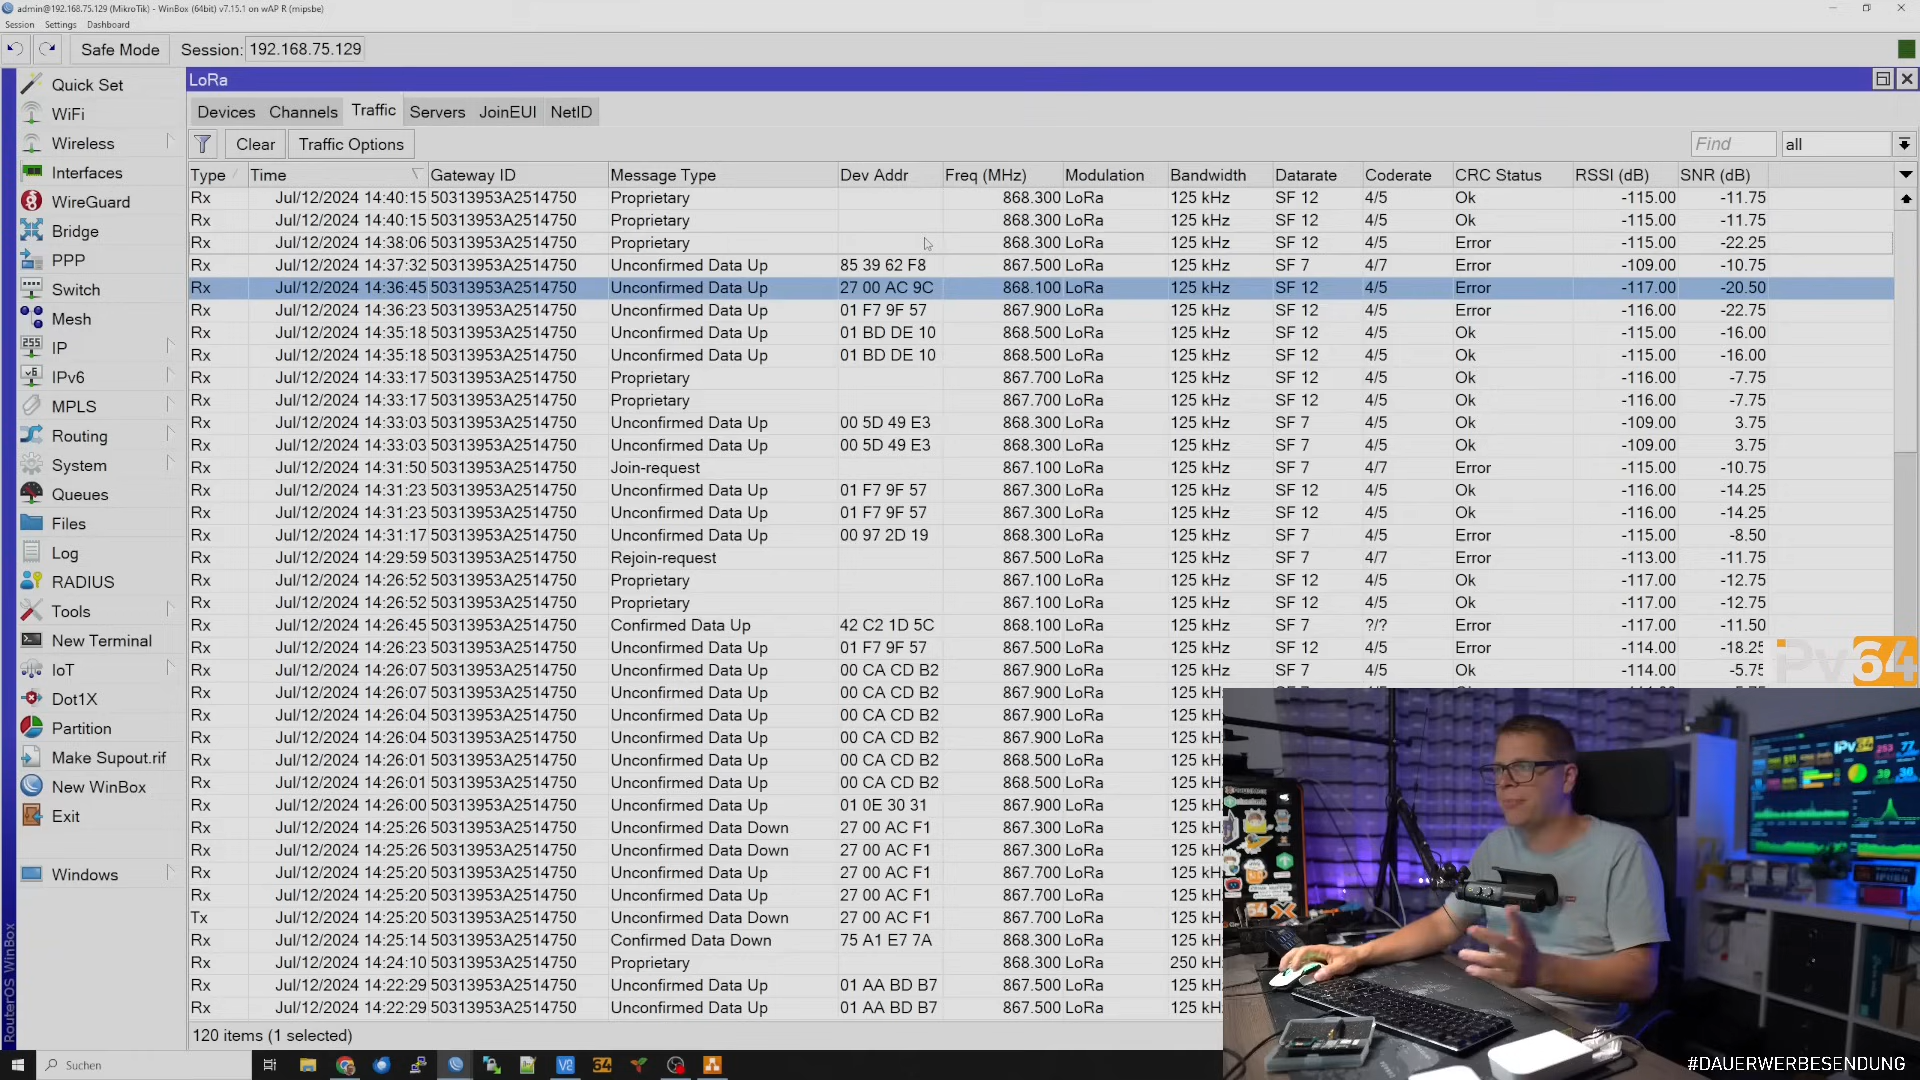 admin@192.168.75.129 (MikroTik) - WinBox (64bit) v7.15.1 on wAP R (mipsbe)
Session Settings Dashboard
Safe Mode Session: 192.168.75.129
Quick Set
WiFi
Wireless
Interfaces
WireGuard
Bridge
PPP
Switch
Mesh
IP
IPv6
MPLS
Routing
System
Queues
Files
Log
RADIUS
Tools
New Terminal
IoT
Dot1X
Partition
Make Supout.rif
New WinBox
Exit
Windows
RouterOS WinBox
LoRa
Devices Channels Traffic Servers JoinEUI NetID
Clear Traffic Options Find all
Type Time Gateway ID Message Type Dev Addr Freq (MHz) Modulation Bandwidth Datarate Coderate CRC Status RSSI (dB) SNR (dB)
Rx Jul/12/2024 14:40:15 50313953A2514750 Proprietary 868.300 LoRa 125 kHz SF 12 4/5 Ok -115.00 -11.75
Rx Jul/12/2024 14:40:15 50313953A2514750 Proprietary 868.300 LoRa 125 kHz SF 12 4/5 Ok -115.00 -11.75
Rx Jul/12/2024 14:38:06 50313953A2514750 Proprietary 868.300 LoRa 125 kHz SF 12 4/5 Error -115.00 -22.25
Rx Jul/12/2024 14:37:32 50313953A2514750 Unconfirmed Data Up 85 39 62 F8 867.500 LoRa 125 kHz SF 7 4/7 Error -109.00 -10.75
Rx Jul/12/2024 14:36:45 50313953A2514750 Unconfirmed Data Up 27 00 AC 9C 868.100 LoRa 125 kHz SF 12 4/5 Error -117.00 -20.50
Rx Jul/12/2024 14:36:23 50313953A2514750 Unconfirmed Data Up 01 F7 9F 57 867.900 LoRa 125 kHz SF 12 4/5 Error -116.00 -22.75
Rx Jul/12/2024 14:35:18 50313953A2514750 Unconfirmed Data Up 01 BD DE 10 868.500 LoRa 125 kHz SF 12 4/5 Ok -115.00 -16.00
Rx Jul/12/2024 14:35:18 50313953A2514750 Unconfirmed Data Up 01 BD DE 10 868.500 LoRa 125 kHz SF 12 4/5 Ok -115.00 -16.00
Rx Jul/12/2024 14:33:17 50313953A2514750 Proprietary 867.700 LoRa 125 kHz SF 12 4/5 Ok -116.00 -7.75
Rx Jul/12/2024 14:33:17 50313953A2514750 Proprietary 867.700 LoRa 125 kHz SF 12 4/5 Ok -116.00 -7.75
Rx Jul/12/2024 14:33:03 50313953A2514750 Unconfirmed Data Up 00 5D 49 E3 868.300 LoRa 125 kHz SF 7 4/5 Ok -109.00 3.75
Rx Jul/12/2024 14:33:03 50313953A2514750 Unconfirmed Data Up 00 5D 49 E3 868.300 LoRa 125 kHz SF 7 4/5 Ok -109.00 3.75
Rx Jul/12/2024 14:31:50 50313953A2514750 Join-request 867.100 LoRa 125 kHz SF 7 4/7 Error -115.00 -10.75
Rx Jul/12/2024 14:31:23 50313953A2514750 Unconfirmed Data Up 01 F7 9F 57 867.300 LoRa 125 kHz SF 12 4/5 Ok -116.00 -14.25
Rx Jul/12/2024 14:31:23 50313953A2514750 Unconfirmed Data Up 01 F7 9F 57 867.300 LoRa 125 kHz SF 12 4/5 Ok -116.00 -14.25
Rx Jul/12/2024 14:31:17 50313953A2514750 Unconfirmed Data Up 00 97 2D 19 868.300 LoRa 125 kHz SF 7 4/5 Error -115.00 -8.50
Rx Jul/12/2024 14:29:59 50313953A2514750 Rejoin-request 867.500 LoRa 125 kHz SF 7 4/7 Error -113.00 -11.75
Rx Jul/12/2024 14:26:52 50313953A2514750 Proprietary 867.100 LoRa 125 kHz SF 12 4/5 Ok -117.00 -12.75
Rx Jul/12/2024 14:26:52 50313953A2514750 Proprietary 867.100 LoRa 125 kHz SF 12 4/5 Ok -117.00 -12.75
Rx Jul/12/2024 14:26:45 50313953A2514750 Confirmed Data Up 42 C2 1D 5C 868.100 LoRa 125 kHz SF 7 ?/? Error -117.00 -11.50
Rx Jul/12/2024 14:26:23 50313953A2514750 Unconfirmed Data Up 01 F7 9F 57 867.900 LoRa 125 kHz SF 12 4/5 Error -114.00 -18.25
Rx Jul/12/2024 14:26:07 50313953A2514750 Unconfirmed Data Up 00 CA CD B2 867.900 LoRa 125 kHz SF 7 4/5 Ok -114.00 -5.75
Rx Jul/12/2024 14:26:07 50313953A2514750 Unconfirmed Data Up 00 CA CD B2 867.900 LoRa 125 kHz
Rx Jul/12/2024 14:26:04 50313953A2514750 Unconfirmed Data Up 00 CA CD B2 867.900 LoRa 125 kHz
Rx Jul/12/2024 14:26:04 50313953A2514750 Unconfirmed Data Up 00 CA CD B2 867.900 LoRa 125 kHz
Rx Jul/12/2024 14:26:01 50313953A2514750 Unconfirmed Data Up 00 CA CD B2 868.500 LoRa 125 kHz
Rx Jul/12/2024 14:26:01 50313953A2514750 Unconfirmed Data Up 00 CA CD B2 868.500 LoRa 125 kHz
Rx Jul/12/2024 14:26:00 50313953A2514750 Unconfirmed Data Up 01 0E 30 31 867.900 LoRa 125 kHz
Rx Jul/12/2024 14:25:26 50313953A2514750 Unconfirmed Data Down 27 00 AC F1 867.300 LoRa 125 kHz
Rx Jul/12/2024 14:25:26 50313953A2514750 Unconfirmed Data Down 27 00 AC F1 867.300 LoRa 125 kHz
Rx Jul/12/2024 14:25:20 50313953A2514750 Unconfirmed Data Up 27 00 AC F1 867.700 LoRa 125 kHz
Rx Jul/12/2024 14:25:20 50313953A2514750 Unconfirmed Data Up 27 00 AC F1 867.700 LoRa 125 kHz
Tx Jul/12/2024 14:25:20 50313953A2514750 Unconfirmed Data Down 27 00 AC F1 867.700 LoRa 125 kHz
Rx Jul/12/2024 14:25:14 50313953A2514750 Confirmed Data Down 75 A1 E7 7A 868.300 LoRa 125 kHz
Rx Jul/12/2024 14:24:10 50313953A2514750 Proprietary 868.300 LoRa 250 kHz
Rx Jul/12/2024 14:22:29 50313953A2514750 Unconfirmed Data Up 01 AA BD B7 867.500 LoRa 125 kHz
Rx Jul/12/2024 14:22:29 50313953A2514750 Unconfirmed Data Up 01 AA BD B7 867.500 LoRa 125 kHz
120 items (1 selected)
IPv64
Suchen
#DAUERWERBESENDUNG